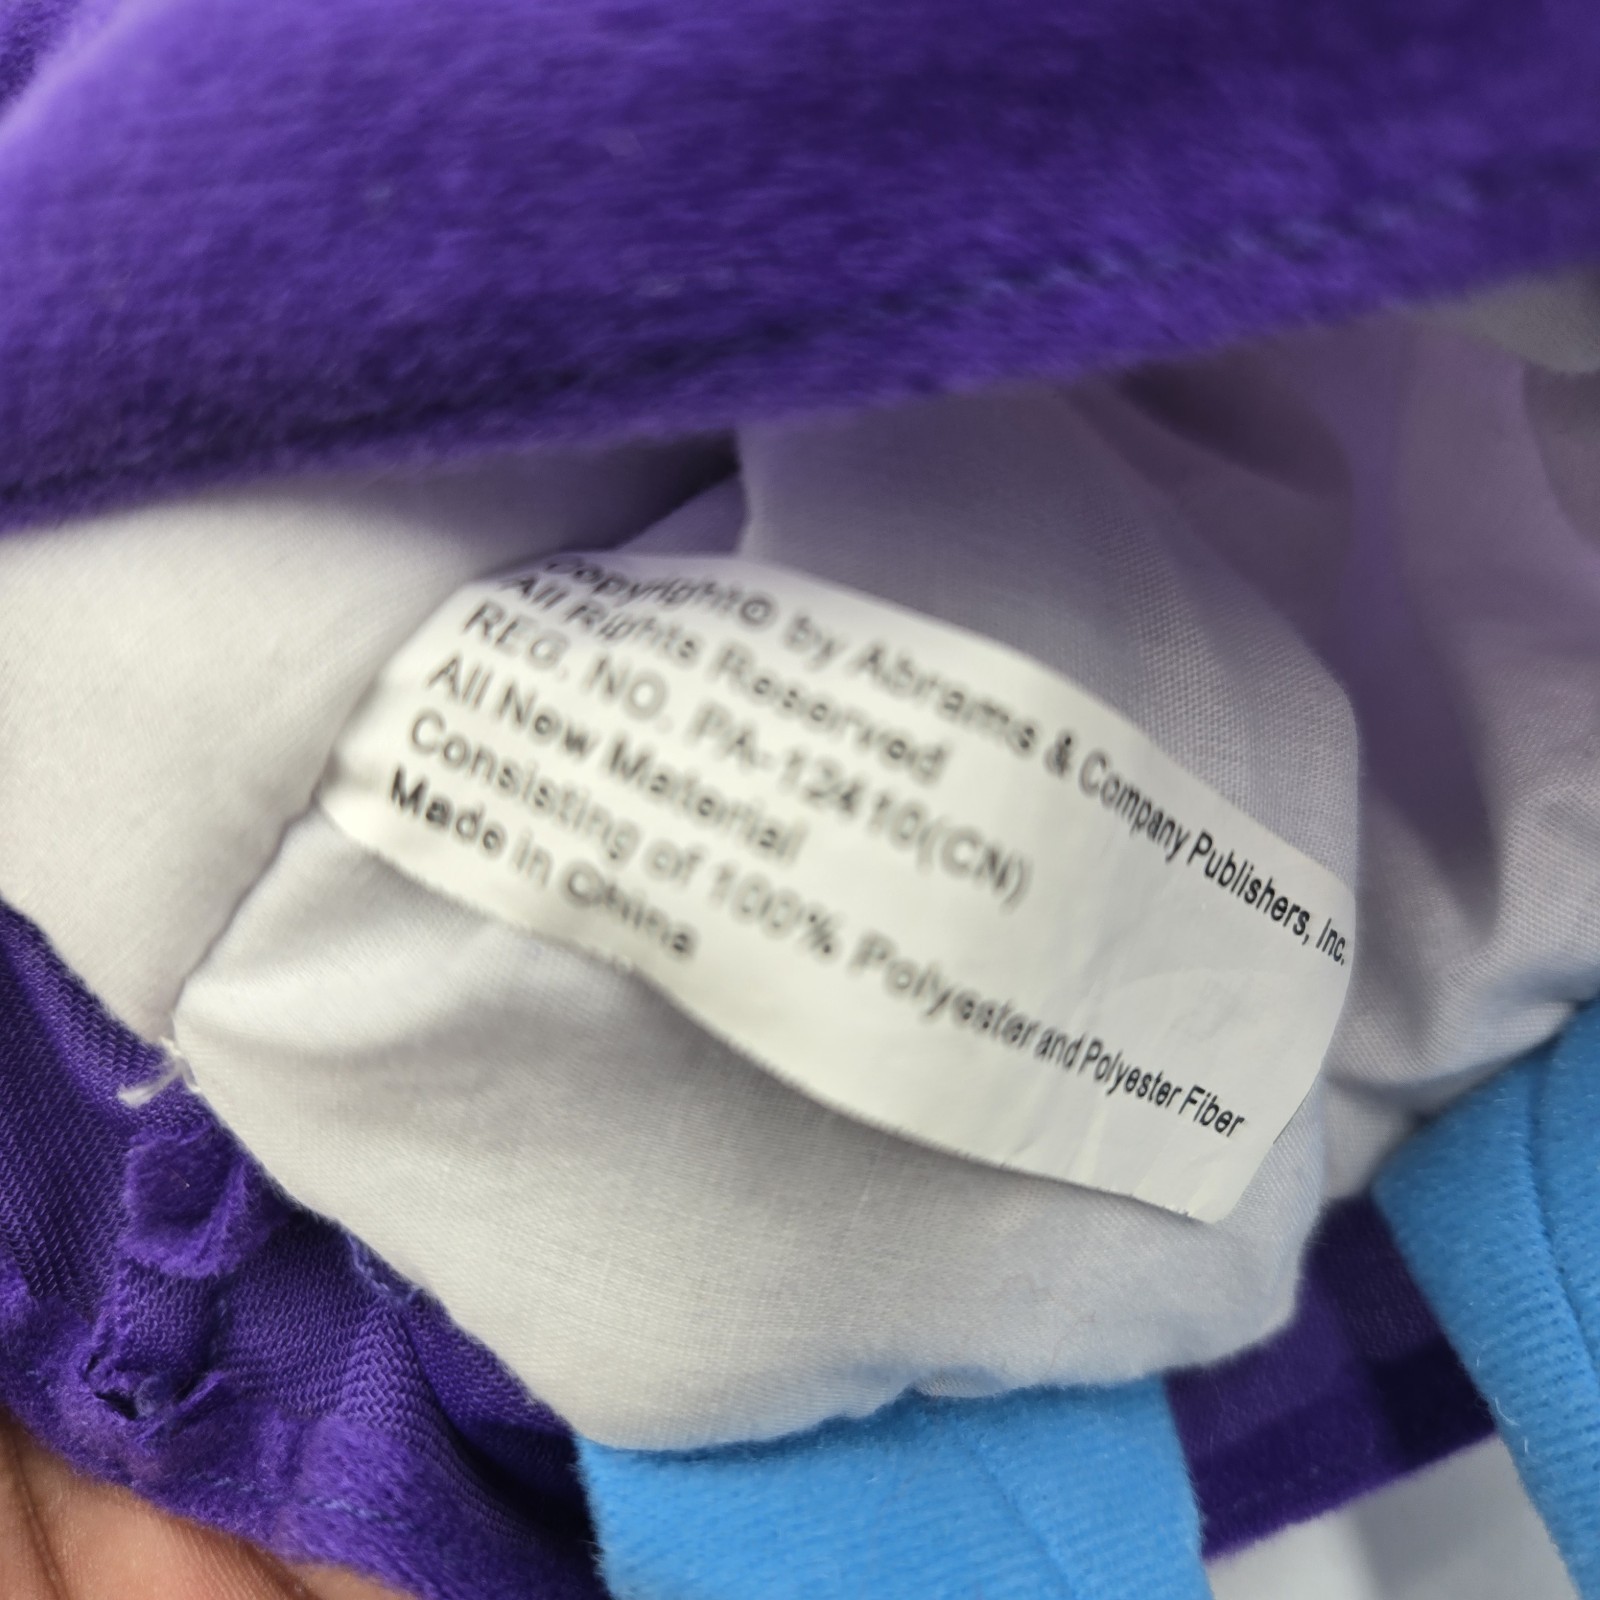 Copyright© by Abrams & Company Publishers, Inc.
All Rights Reserved
REG. NO. PA-12410(CN)
All New Material
Consisting of 100% Polyester and Polyester Fiber
Made in China